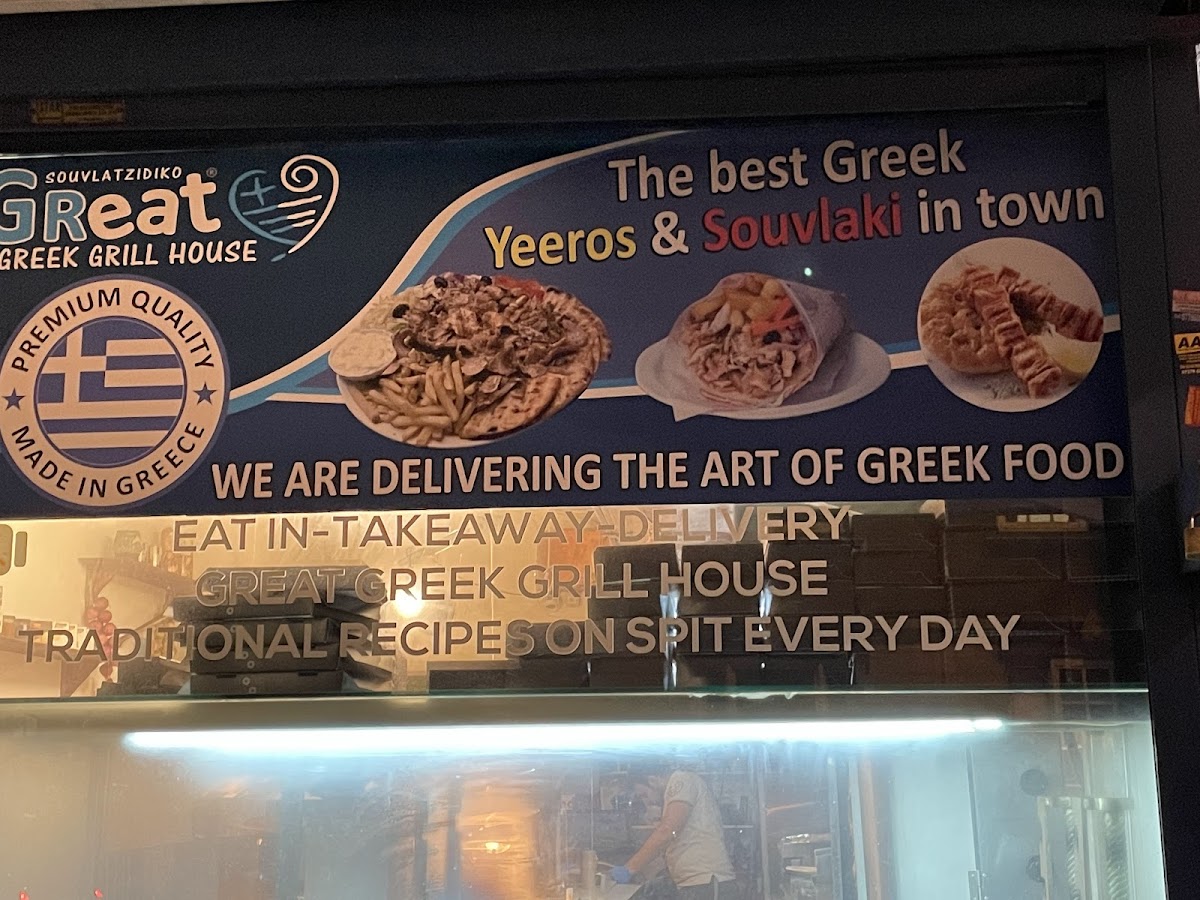 SOUVLATZIDIKO
GReat®
GREEK GRILL HOUSE
PREMIUM QUALITY
MADE IN GREECE
The best Greek
Yeeros & Souvlaki in town
WE ARE DELIVERING THE ART OF GREEK FOOD
EAT IN-TAKEAWAY-DELIVERY
GREAT GREEK GRILL HOUSE
TRADITIONAL RECIPES ON SPIT EVERY DAY